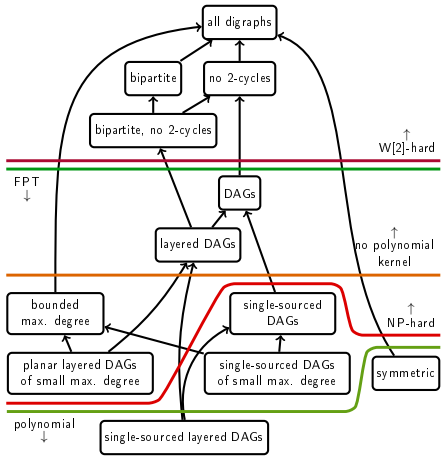 all digraphs
bipartite
no 2-cycles
bipartite, no 2-cycles
↑
W[2]-hard
FPT
↓
DAGs
layered DAGs
↑
no polynomial
kernel
bounded
max. degree
single-sourced
DAGs
↑
NP-hard
planar layered DAGs
of small max. degree
single-sourced DAGs
of small max. degree
symmetric
polynomial
↓
single-sourced layered DAGs